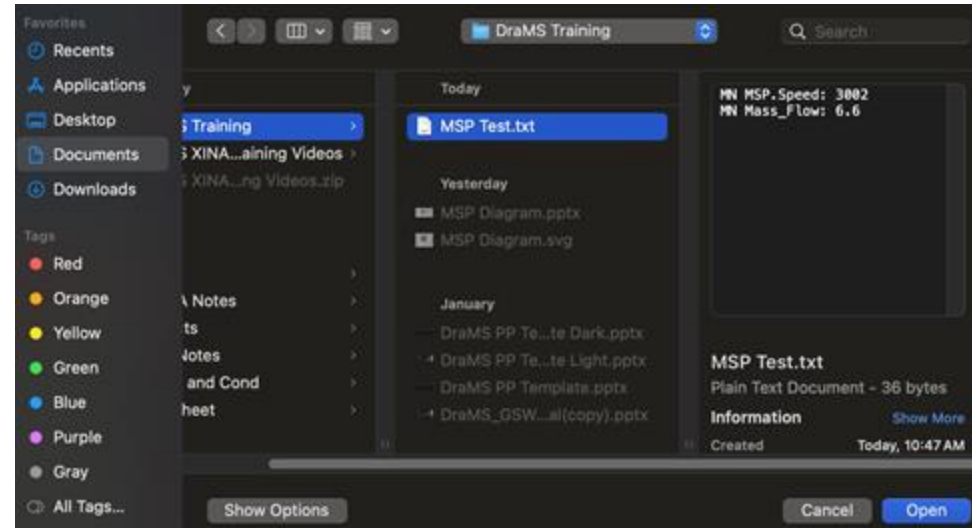 Favorites
Recents
Applications
Desktop
Documents
Downloads
Tags
Red
Orange
Yellow
Green
Blue
Purple
Gray
All Tags...
DraMS Training
Search
y
S Training
S XINA...aining Videos
S XINA...ng Videos.zip
A Notes
ts
Notes
and Cond
heet
Today
MSP Test.txt
Yesterday
MSP Diagram.pptx
MSP Diagram.svg
January
DraMS PP Te...te Dark.pptx
DraMS PP Te...te Light.pptx
DraMS PP Template.pptx
DraMS_GSW...al(copy).pptx
MN MSP.Speed: 3002
MN Mass_Flow: 6.6
MSP Test.txt
Plain Text Document - 36 bytes
Information Show More
Created Today, 10:47 AM
Show Options
Cancel
Open